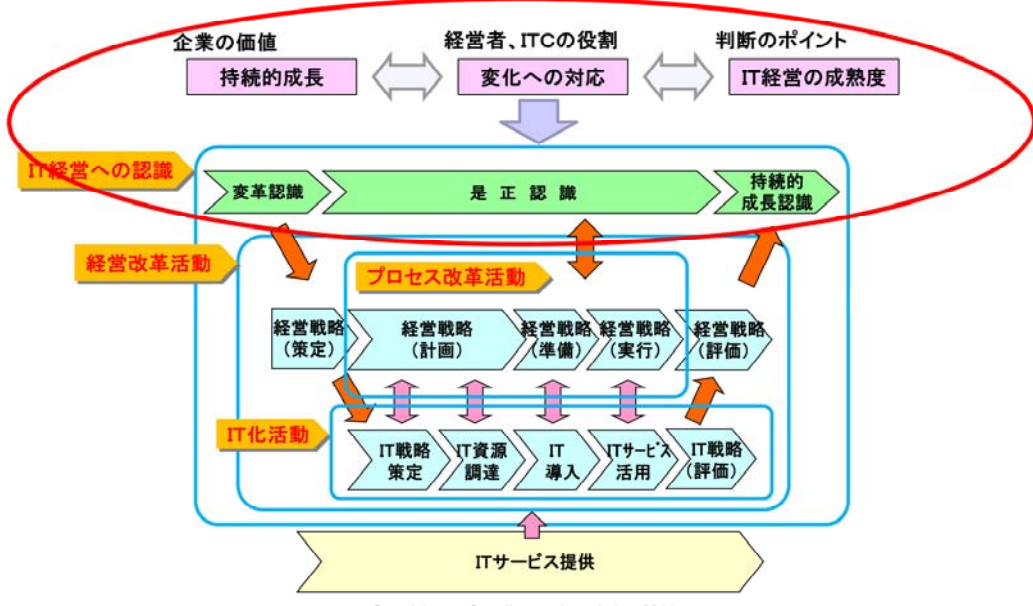 企業の価値
経営者、ITCの役割
判断のポイント
持続的成長
変化への対応
IT経営の成熟度
IT経営への認識
変革認識
是正認識
持続的
成長認識
経営改革活動
プロセス改革活動
経営戦略
(策定)
経営戦略
(計画)
経営戦略
(準備)
経営戦略
(実行)
経営戦略
(評価)
IT化活動
IT戦略
策定
IT資源
調達
IT
導入
ITサービス
活用
IT戦略
(評価)
ITサービス提供